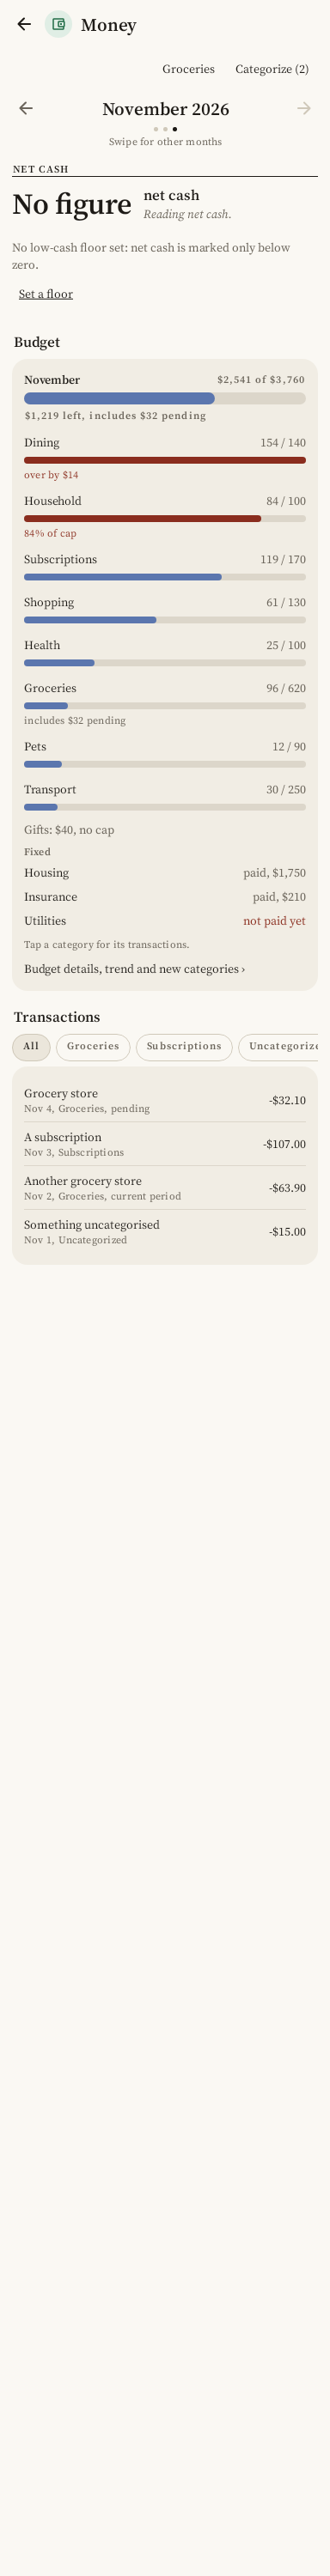 Money
Groceries Categorize (2)
November 2026
Swipe for other months
NET CASH
No figure
net cash
Reading net cash.
No low-cash floor set: net cash is marked only below
zero.
Set a floor
Budget
November $2,541 of $3,760
$1,219 left, includes $32 pending
Dining 154 / 140
over by $14
Household 84 / 100
84% of cap
Subscriptions 119 / 170
Shopping 61 / 130
Health 25 / 100
Groceries 96 / 620
includes $32 pending
Pets 12 / 90
Transport 30 / 250
Gifts: $40, no cap
Fixed
Housing paid, $1,750
Insurance paid, $210
Utilities not paid yet
Tap a category for its transactions.
Budget details, trend and new categories ›
Transactions
All Groceries Subscriptions Uncategorize
Grocery store -$32.10
Nov 4, Groceries, pending
A subscription -$107.00
Nov 3, Subscriptions
Another grocery store -$63.90
Nov 2, Groceries, current period
Something uncategorised -$15.00
Nov 1, Uncategorized